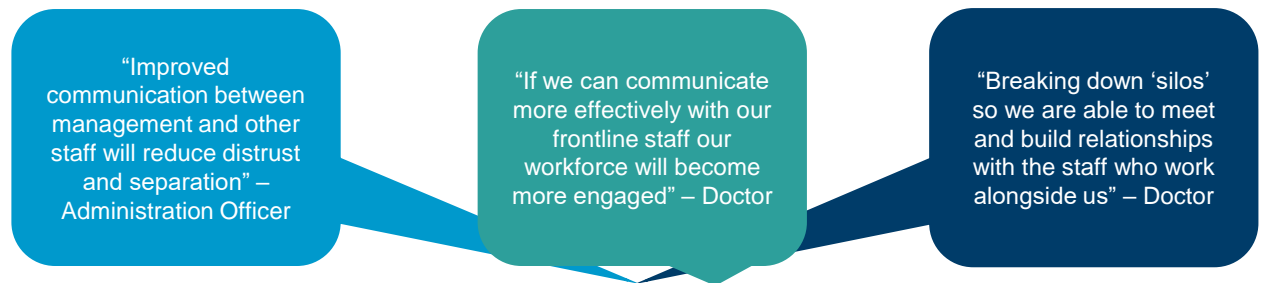 “Improved
communication between
management and other
staff will reduce distrust
and separation” –
Administration Officer
“If we can communicate
more effectively with our
frontline staff our
workforce will become
more engaged” – Doctor
“Breaking down ‘silos’
so we are able to meet
and build relationships
with the staff who work
alongside us” – Doctor